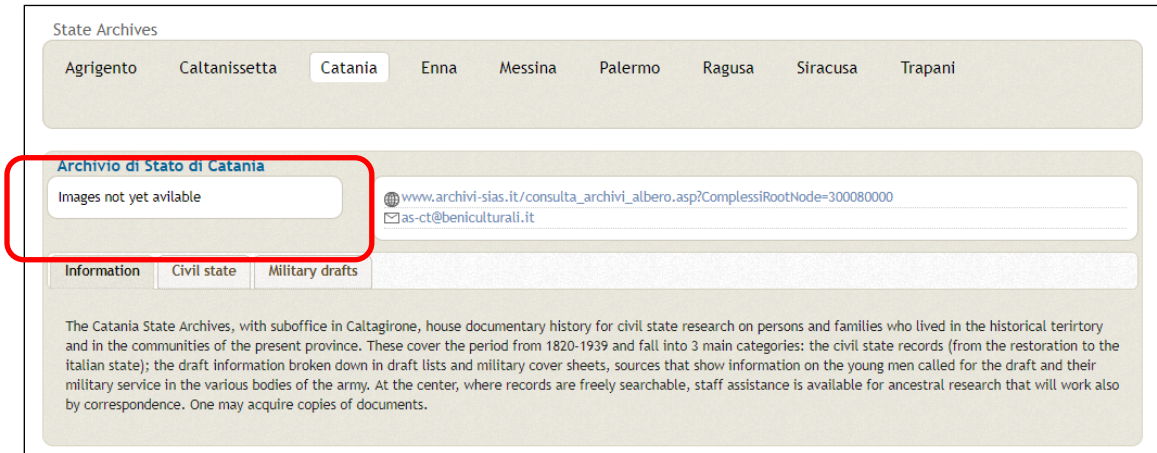 State Archives
Agrigento Caltanissetta Catania Enna Messina Palermo Ragusa Siracusa Trapani
Archivio di Stato di Catania
Images not yet avilable
www.archivi-sias.it/consulta_archivi_albero.asp?ComplessiRootNode=300080000
as-ct@beniculturali.it
Information Civil state Military drafts
The Catania State Archives, with suboffice in Caltagirone, house documentary history for civil state research on persons and families who lived in the historical terirtory
and in the communities of the present province. These cover the period from 1820-1939 and fall into 3 main categories: the civil state records (from the restoration to the
italian state); the draft information broken down in draft lists and military cover sheets, sources that show information on the young men called for the draft and their
military service in the various bodies of the army. At the center, where records are freely searchable, staff assistance is available for ancestral research that will work also
by correspondence. One may acquire copies of documents.